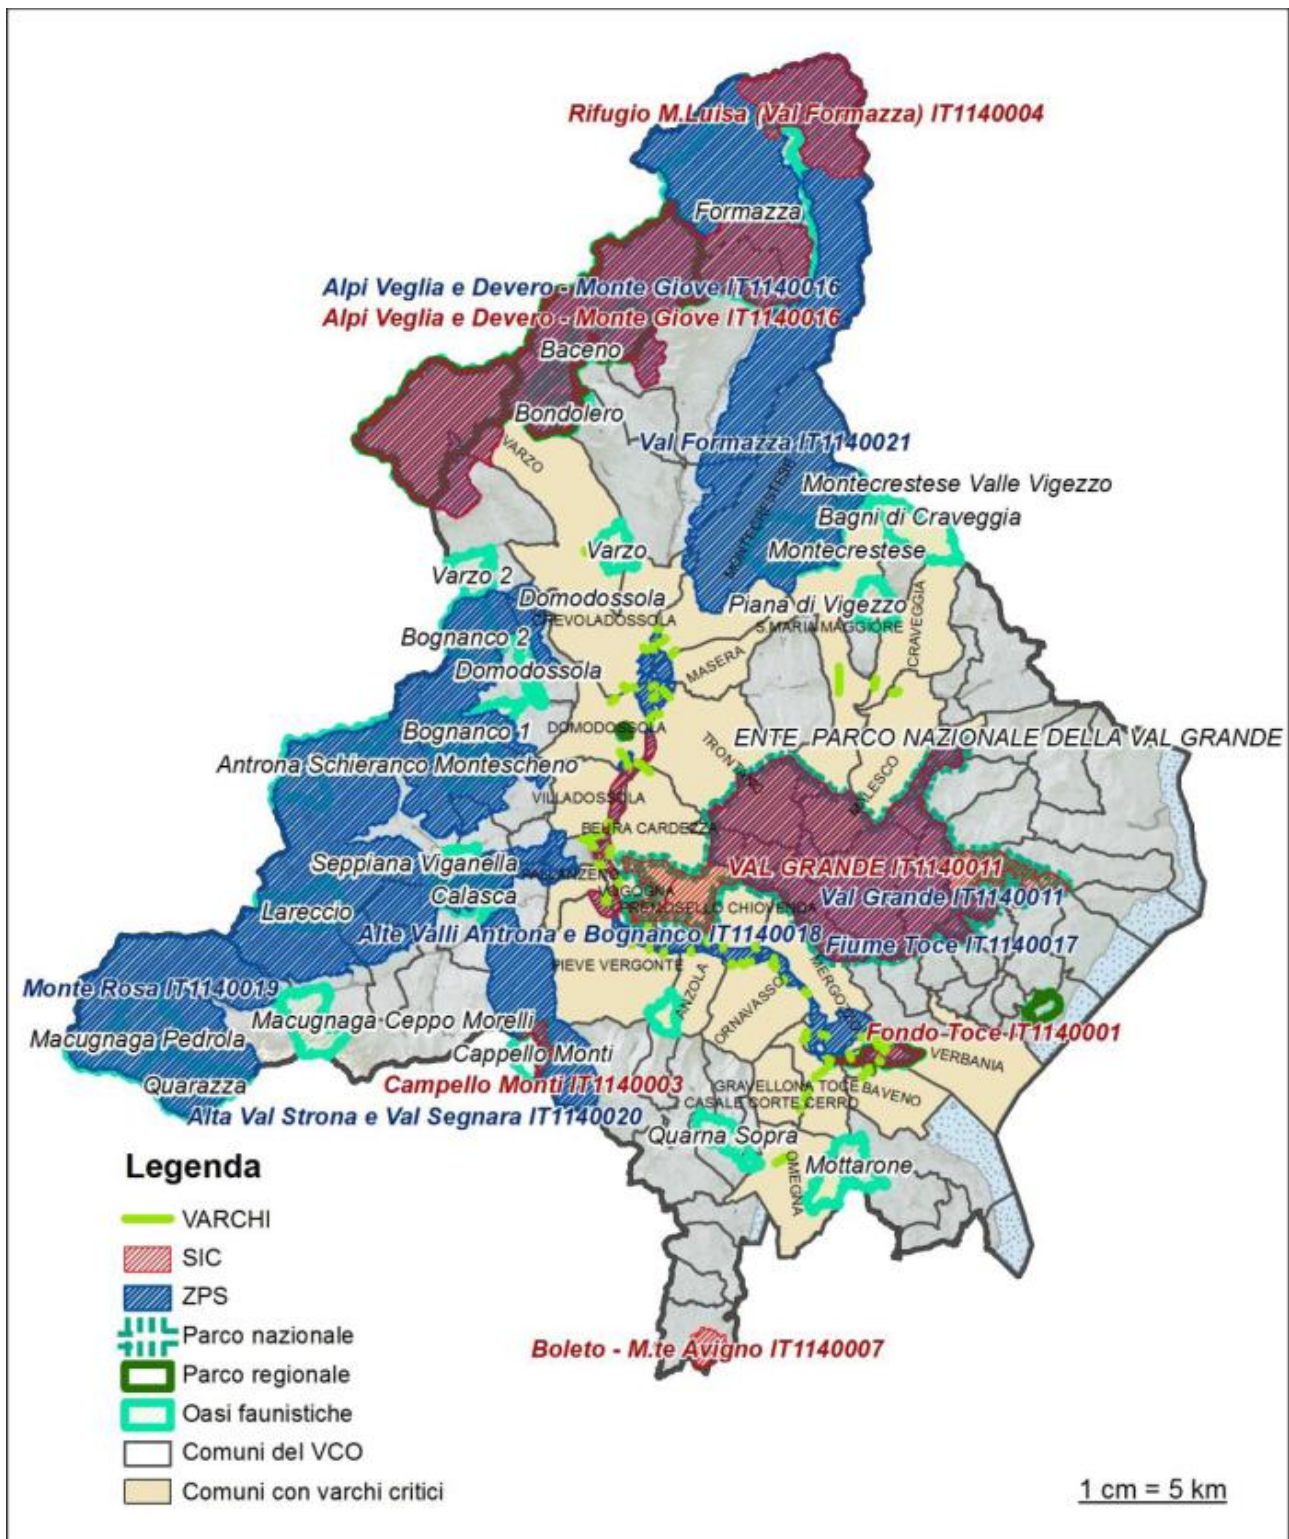 Rifugio M.Luisa (Val Formazza) IT1140004
Formazza
Alpi Veglia e Devero - Monte Giove IT1140016
Alpi Veglia e Devero - Monte Giove IT1140016
Baceno
Bondolero
Val Formazza IT1140021
VARZO
MONTECRESTESE
Montecrestese Valle Vigezzo
Bagni di Craveggia
Varzo
Montecrestese
Varzo 2
Domodossola
Piana di Vigezzo
CREVOLADOSSOLA
S.MARIA MAGGIORE
CRAVEGGIA
Bognanco 2
Domodossola
MASERA
Bognanco 1
DOMODOSSOLA
TRONTANO
ENTE PARCO NAZIONALE DELLA VAL GRANDE
Antrona Schieranco Montescheno
MALESCO
VILLADOSSOLA
BEURA CARDEZZA
Seppiana Viganella
PALLANZENO
VAL GRANDE IT1140011
Calasca
VOGOGNA
Val Grande IT1140011
Lareccio
PREMOSELLO CHIOVENDA
Alte Valli Antrona e Bognanco IT1140018
Fiume Toce IT1140017
PIEVE VERGONTE
ANZOLA
MERGOZZO
Monte Rosa IT1140019
ORNAVASSO
Macugnaga Ceppo Morelli
Macugnaga Pedrola
Fondo Toce IT1140001
Cappello Monti
VERBANIA
Quarazza
Campello Monti IT1140003
GRAVELLONA TOCE
BAVENO
CASALE CORTE CERRO
Alta Val Strona e Val Segnara IT1140020
Quarna Sopra
Mottarone
OMEGNA
Legenda
VARCHI
SIC
ZPS
Parco nazionale
Boleto - M.te Avigno IT1140007
Parco regionale
Oasi faunistiche
Comuni del VCO
Comuni con varchi critici
1 cm = 5 km